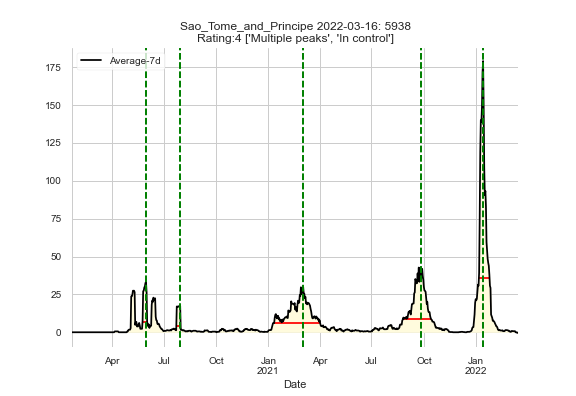 Sao_Tome_and_Principe 2022-03-16: 5938
Rating:4 ['Multiple peaks', 'In control']
Average-7d
175
150
125
100
75
50
25
0
Apr
Jul
Oct
Jan
2021
Apr
Jul
Oct
Jan
2022
Date